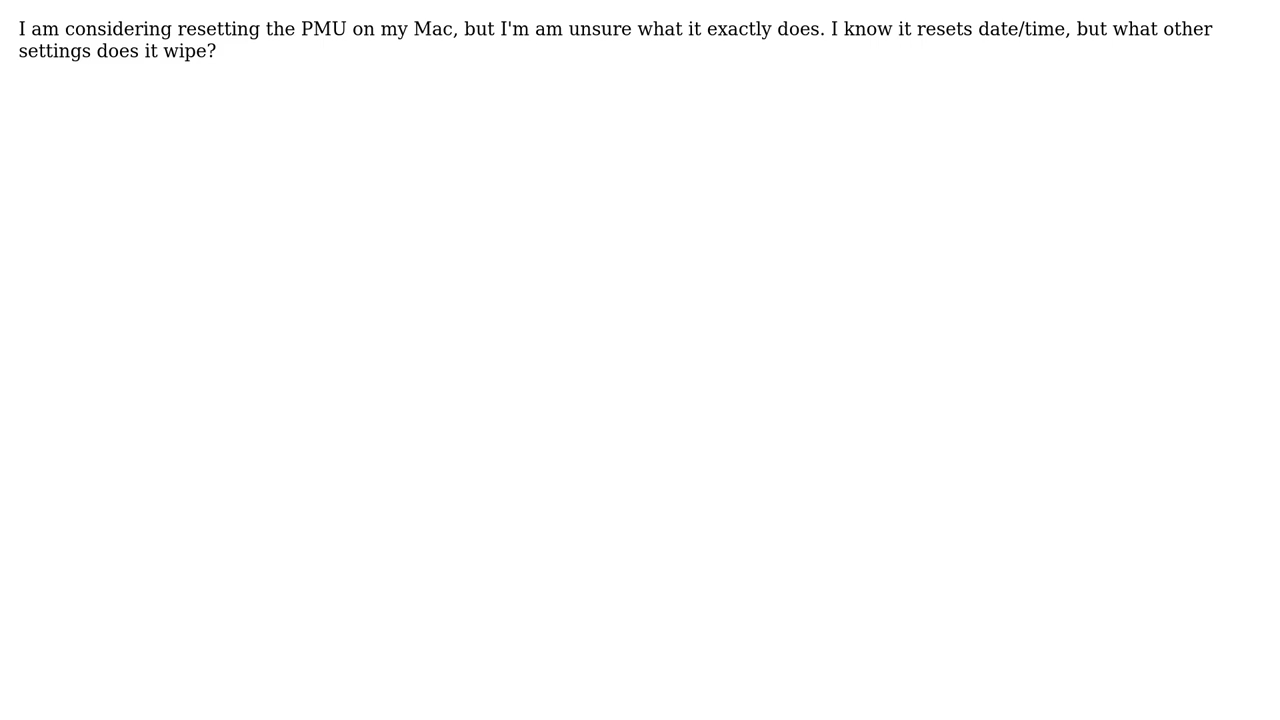 I am considering resetting the PMU on my Mac, but I'm am unsure what it exactly does. I know it resets date/time, but what other
settings does it wipe?